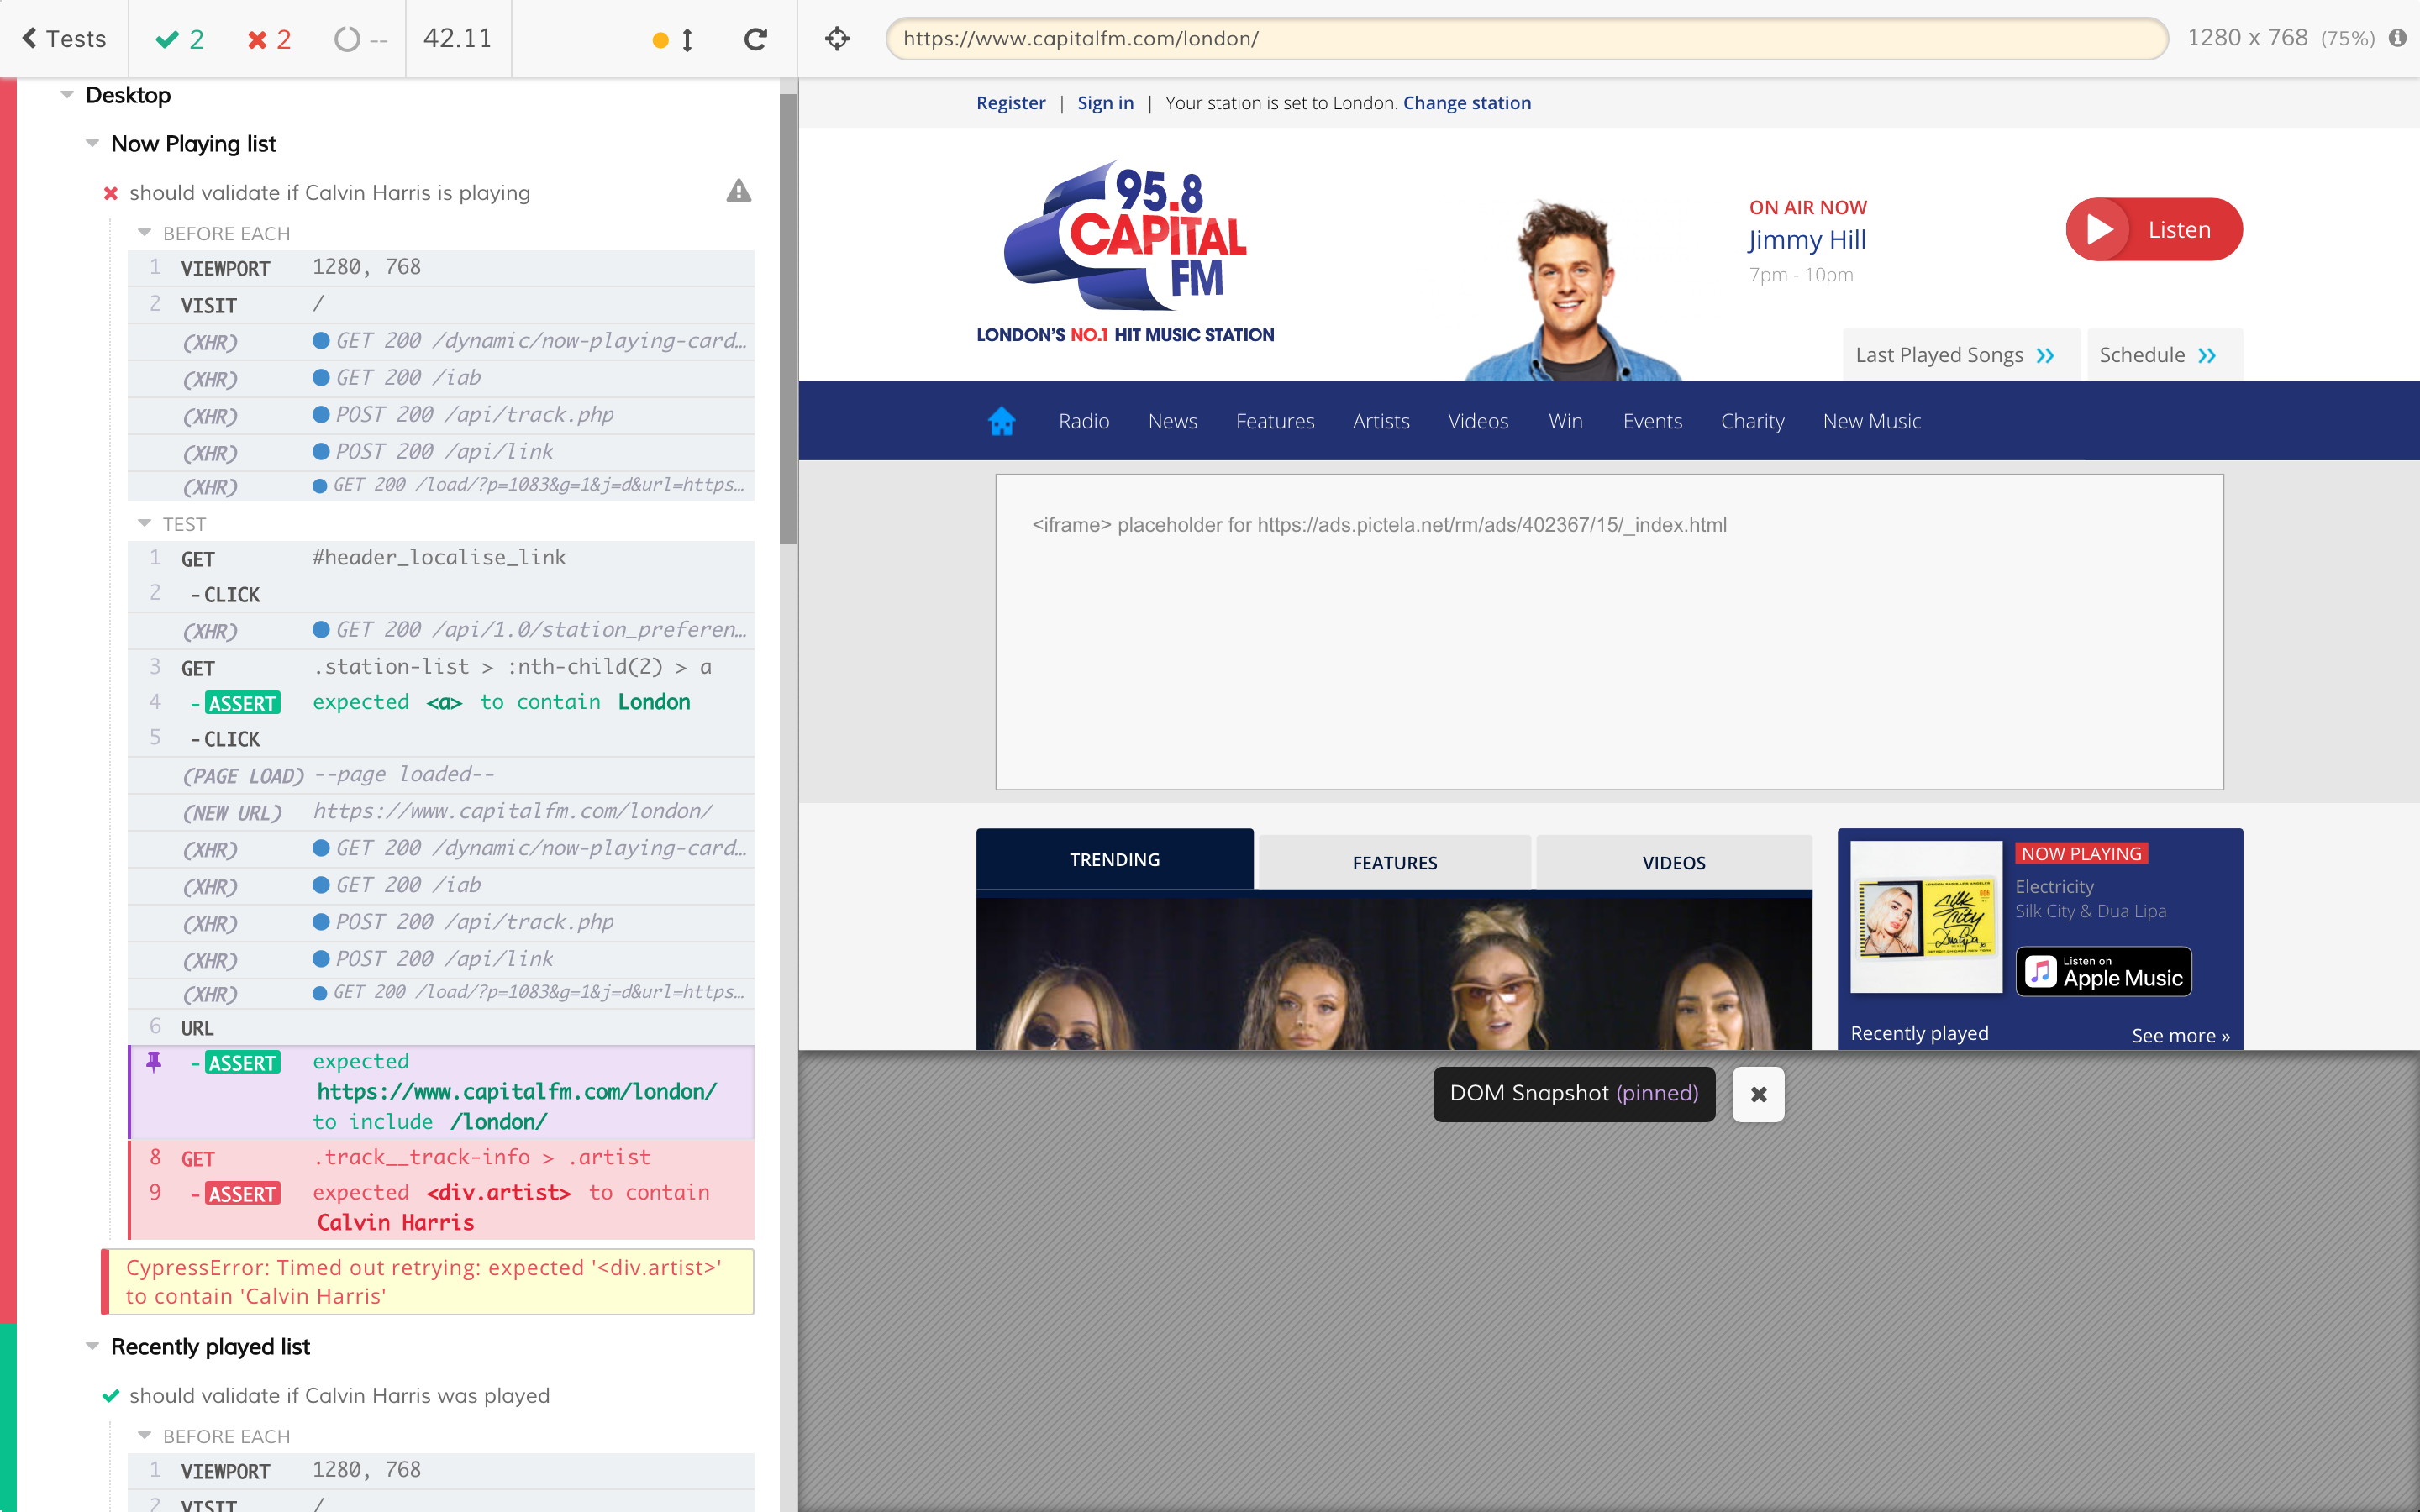 Tests
2
2
--
42.11
https://www.capitalfm.com/london/
1280 x 768 (75%)
Desktop
Now Playing list
should validate if Calvin Harris is playing
BEFORE EACH
1 VIEWPORT 1280, 768
2 VISIT /
(XHR) GET 200 /dynamic/now-playing-card…
(XHR) GET 200 /iab
(XHR) POST 200 /api/track.php
(XHR) POST 200 /api/link
(XHR) GET 200 /load/?p=1083&g=1&j=d&url=https…
TEST
1 GET #header_localise_link
2 -CLICK
(XHR) GET 200 /api/1.0/station_preferen…
3 GET .station-list > :nth-child(2) > a
4 -ASSERT expected <a> to contain London
5 -CLICK
(PAGE LOAD) --page loaded--
(NEW URL) https://www.capitalfm.com/london/
(XHR) GET 200 /dynamic/now-playing-card…
(XHR) GET 200 /iab
(XHR) POST 200 /api/track.php
(XHR) POST 200 /api/link
(XHR) GET 200 /load/?p=1083&g=1&j=d&url=https…
6 URL
-ASSERT expected
https://www.capitalfm.com/london/
to include /london/
8 GET .track__track-info > .artist
9 -ASSERT expected <div.artist> to contain
Calvin Harris
CypressError: Timed out retrying: expected '<div.artist>'
to contain 'Calvin Harris'
Recently played list
should validate if Calvin Harris was played
BEFORE EACH
1 VIEWPORT 1280, 768
2 VISIT /
Register | Sign in | Your station is set to London. Change station
95.8
CAPITAL
FM
LONDON'S NO.1 HIT MUSIC STATION
ON AIR NOW
Jimmy Hill
7pm - 10pm
Listen
Last Played Songs
Schedule
Radio News Features Artists Videos Win Events Charity New Music
<iframe> placeholder for https://ads.pictela.net/rm/ads/402367/15/_index.html
TRENDING
FEATURES
VIDEOS
NOW PLAYING
Electricity
Silk City & Dua Lipa
Silk
City
Listen on
Apple Music
Recently played
See more »
DOM Snapshot (pinned)